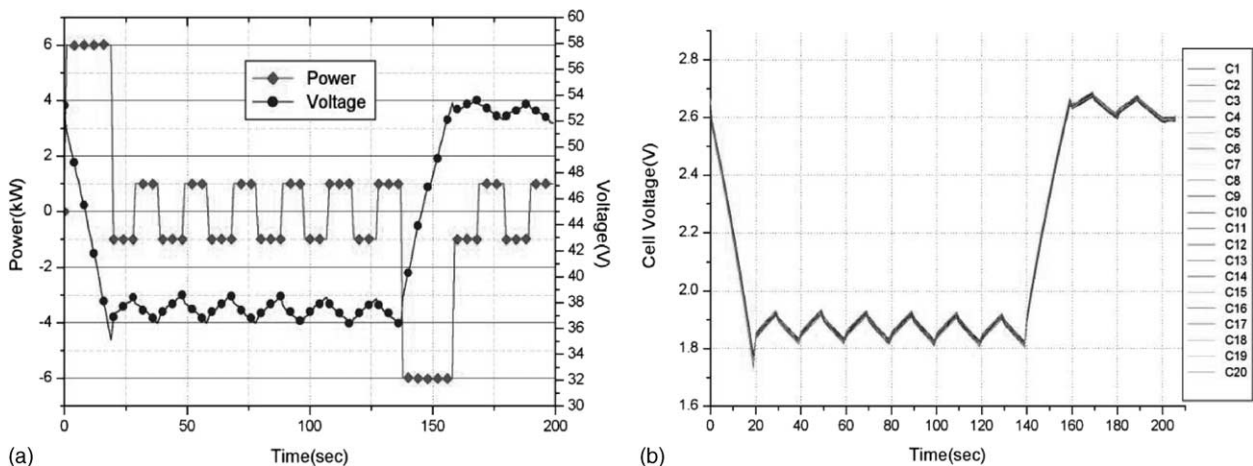 6
4
2
0
-2
-4
-6
Power(kW)
60
58
56
54
52
50
48
46
44
42
40
38
36
34
32
30
Voltage(V)
Power
Voltage
0
50
100
150
200
Time(sec)
(a)
2.8
2.6
2.4
2.2
2.0
1.8
1.6
Cell Voltage(V)
0
20
40
60
80
100
120
140
160
180
200
Time(sec)
(b)
C1
C2
C3
C4
C5
C6
C7
C8
C9
C10
C11
C12
C13
C14
C15
C16
C17
C18
C19
C20